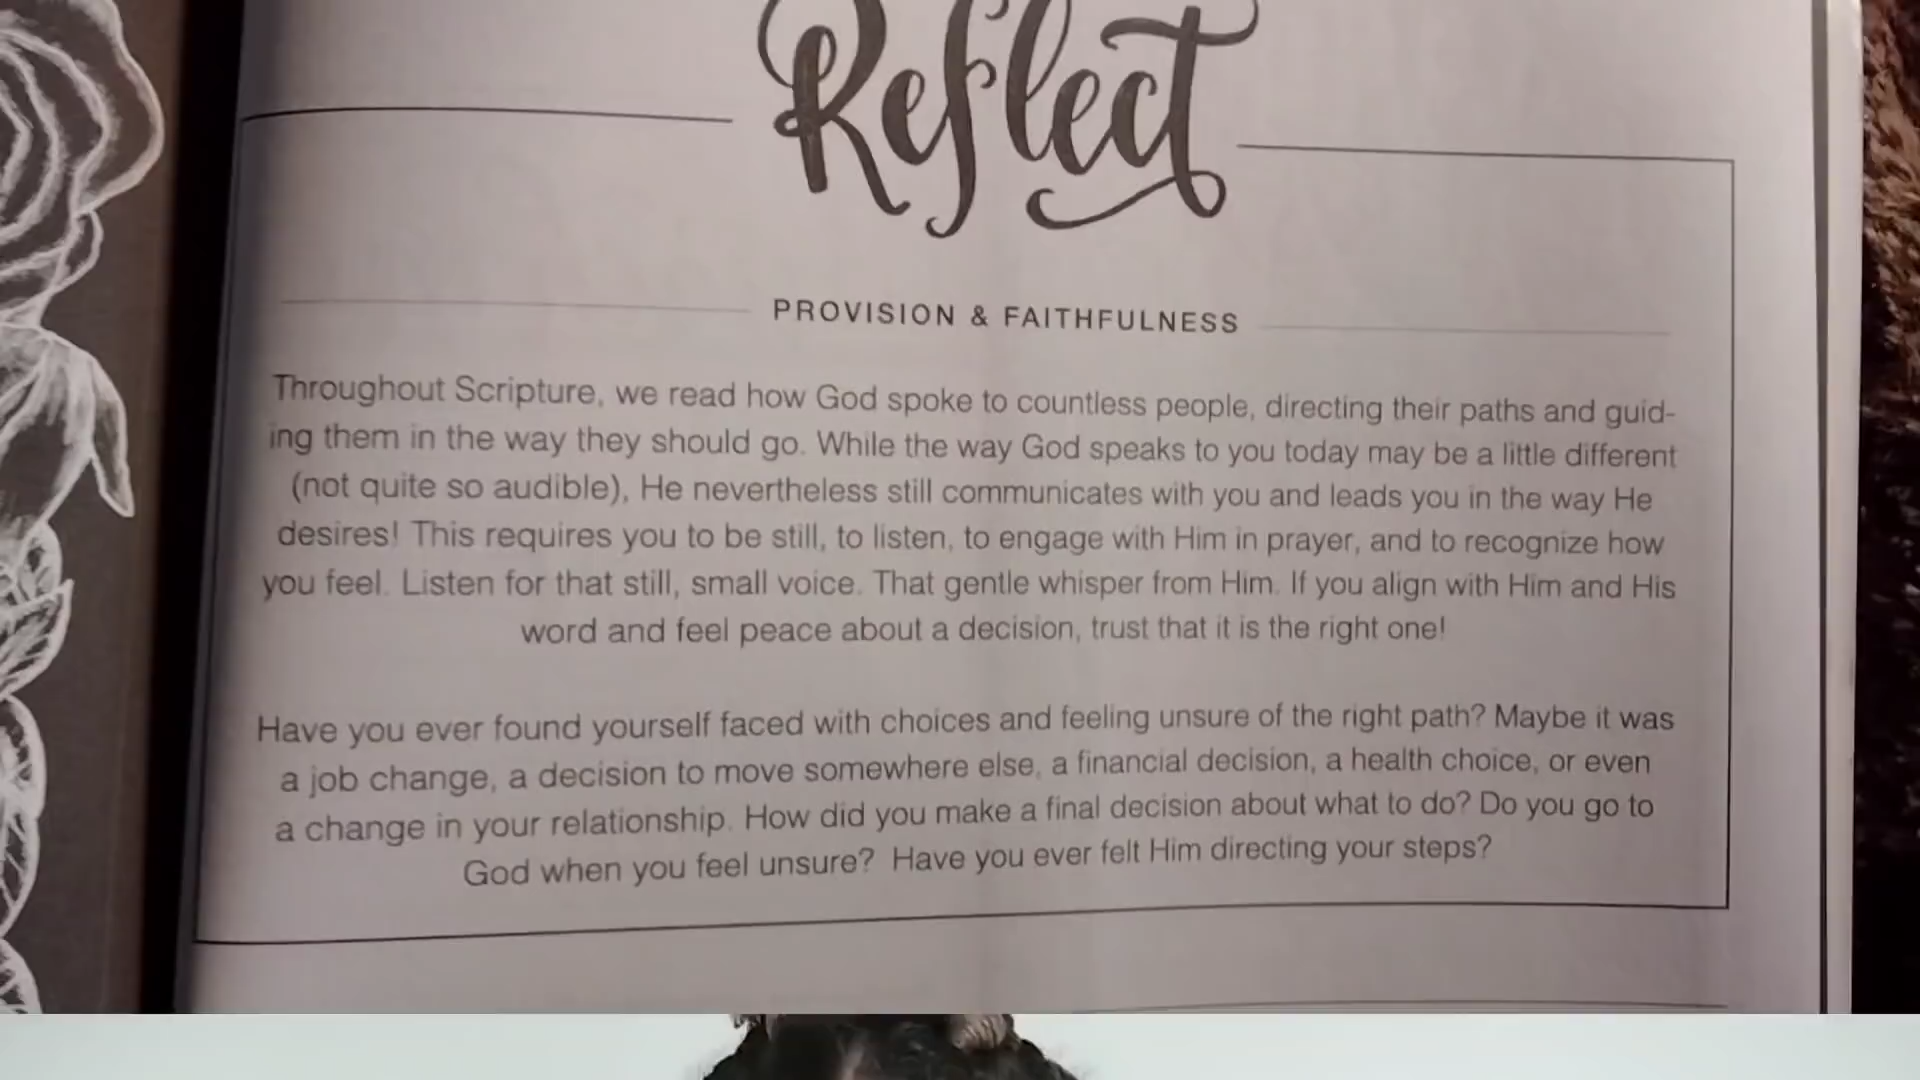 Reflect
PROVISION & FAITHFULNESS
Throughout Scripture, we read how God spoke to countless people, directing their paths and guid-
ing them in the way they should go. While the way God speaks to you today may be a little different
(not quite so audible), He nevertheless still communicates with you and leads you in the way He
desires! This requires you to be still, to listen, to engage with Him in prayer, and to recognize how
you feel. Listen for that still, small voice. That gentle whisper from Him. If you align with Him and His
word and feel peace about a decision, trust that it is the right one!
Have you ever found yourself faced with choices and feeling unsure of the right path? Maybe it was
a job change, a decision to move somewhere else, a financial decision, a health choice, or even
a change in your relationship. How did you make a final decision about what to do? Do you go to
God when you feel unsure? Have you ever felt Him directing your steps?